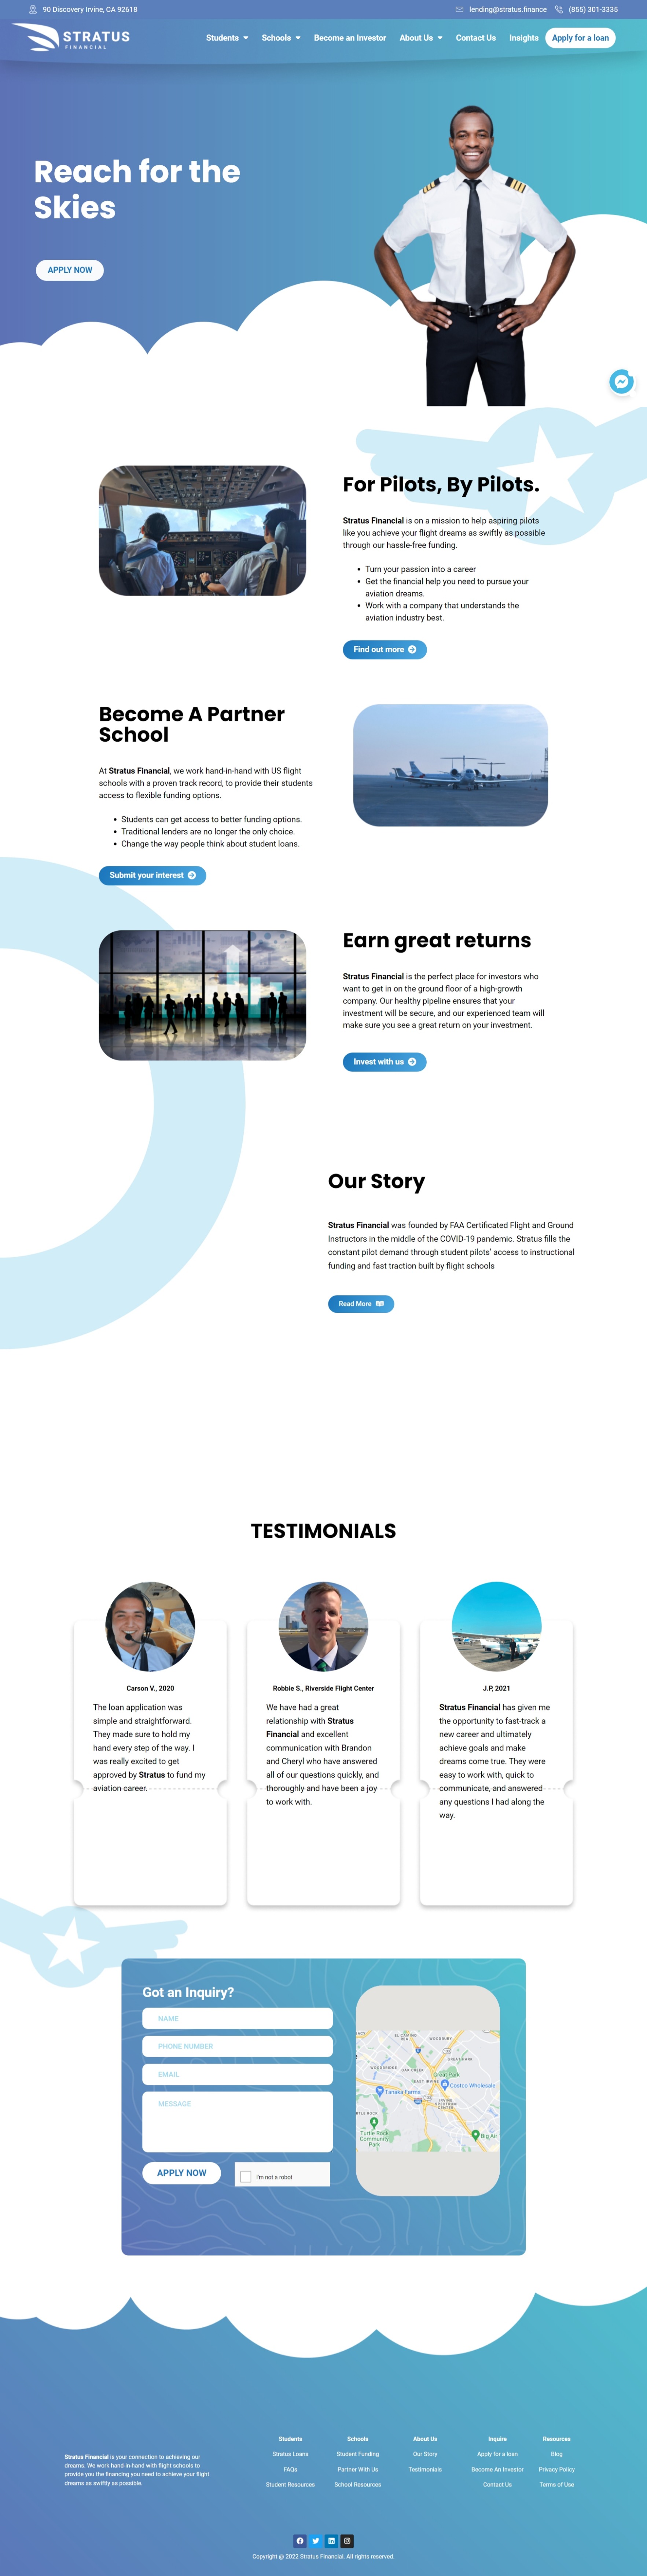 90 Discovery Irvine, CA 92618
lending@stratus.finance
(855) 301-3335
STRATUS
FINANCIAL
Students
Schools
Become an Investor
About Us
Contact Us
Insights
Apply for a loan
Reach for the
Skies
APPLY NOW
For Pilots, By Pilots.
Stratus Financial is on a mission to help aspiring pilots
like you achieve your flight dreams as swiftly as possible
through our hassle-free funding.
Turn your passion into a career
Get the financial help you need to pursue your
aviation dreams.
Work with a company that understands the
aviation industry best.
Find out more
Become A Partner
School
At Stratus Financial, we work hand-in-hand with US flight
schools with a proven track record, to provide their students
access to flexible funding options.
Students can get access to better funding options.
Traditional lenders are no longer the only choice.
Change the way people think about student loans.
Submit your interest
Earn great returns
Stratus Financial is the perfect place for investors who
want to get in on the ground floor of a high-growth
company. Our healthy pipeline ensures that your
investment will be secure, and our experienced team will
make sure you see a great return on your investment.
Invest with us
Our Story
Stratus Financial was founded by FAA Certificated Flight and Ground
Instructors in the middle of the COVID-19 pandemic. Stratus fills the
constant pilot demand through student pilots' access to instructional
funding and fast traction built by flight schools
Read More
TESTIMONIALS
Carson V., 2020
The loan application was
simple and straightforward.
They made sure to hold my
hand every step of the way. I
was really excited to get
approved by Stratus to fund my
aviation career.
Robbie S., Riverside Flight Center
We have had a great
relationship with Stratus
Financial and excellent
communication with Brandon
and Cheryl who have answered
all of our questions quickly, and
thoroughly and have been a joy
to work with.
J.P, 2021
Stratus Financial has given me
the opportunity to fast-track a
new career and ultimately
achieve goals and make
dreams come true. They were
easy to work with, quick to
communicate, and answered
any questions I had along the
way.
Got an Inquiry?
NAME
PHONE NUMBER
EMAIL
MESSAGE
APPLY NOW
I'm not a robot
EL CAMINO
REAL
WOODBURY
GREAT PARK
WOODBRIDGE
OAK CREEK
Great Park
EAST IRVINE
Costco Wholesale
Tanaka Farms
IRVINE
SPECTRUM
CENTER
TLE ROCK
Turtle Rock
Community
Park
Big Air
Stratus Financial is your connection to achieving our
dreams. We work hand-in-hand with flight schools to
provide you the financing you need to achieve your flight
dreams as swiftly as possible.
Students
Stratus Loans
FAQs
Student Resources
Schools
Student Funding
Partner With Us
School Resources
About Us
Our Story
Testimonials
Inquire
Apply for a loan
Become An Investor
Contact Us
Resources
Blog
Privacy Policy
Terms of Use
Copyright @ 2022 Stratus Financial. All rights reserved.